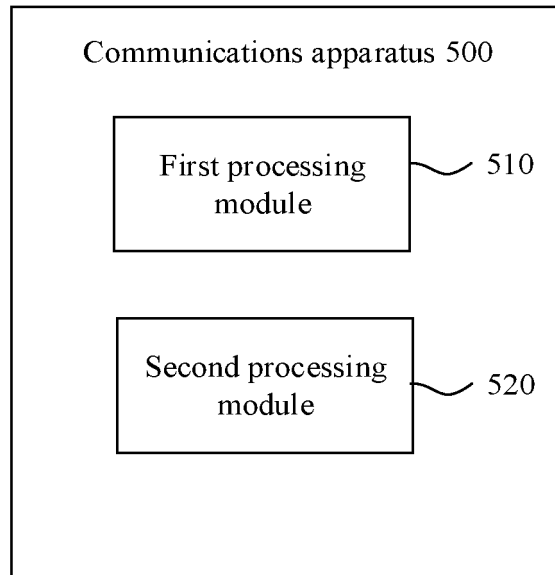 Communications apparatus 500
First processing
module
510
Second processing
module
520